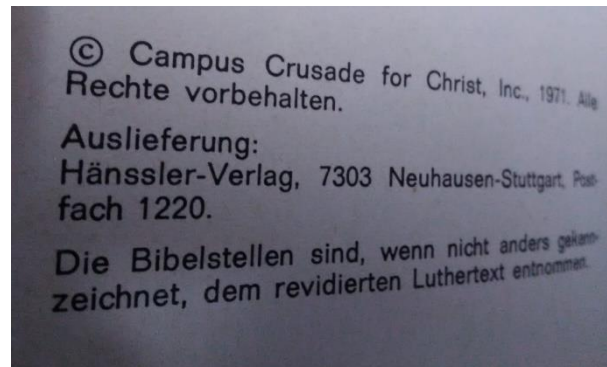 © Campus Crusade for Christ, Inc., 1971. Alle
Rechte vorbehalten.
Auslieferung:
Hänssler-Verlag, 7303 Neuhausen-Stuttgart, Post-
fach 1220.
Die Bibelstellen sind, wenn nicht anders gekenn-
zeichnet, dem revidierten Luthertext entnommen.